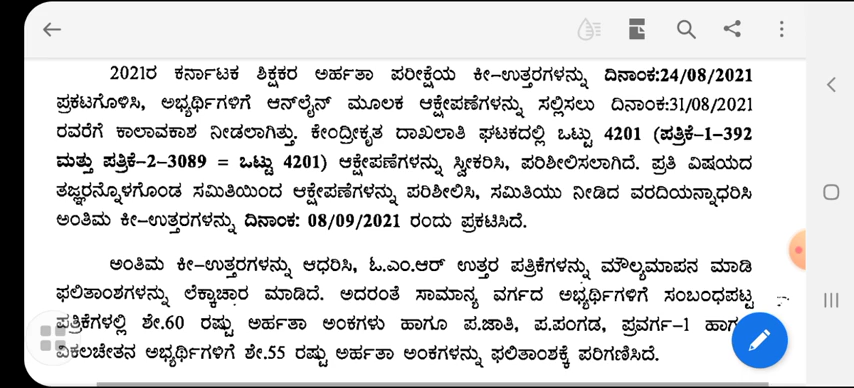 2021ರ ಕರ್ನಾಟಕ ಶಿಕ್ಷಕರ ಅರ್ಹತಾ ಪರೀಕ್ಷೆಯ ಕೀ-ಉತ್ತರಗಳನ್ನು ದಿನಾಂಕ:24/08/2021
ಪ್ರಕಟಗೊಳಿಸಿ, ಅಭ್ಯರ್ಥಿಗಳಿಗೆ ಆನ್‌ಲೈನ್ ಮೂಲಕ ಆಕ್ಷೇಪಣೆಗಳನ್ನು ಸಲ್ಲಿಸಲು ದಿನಾಂಕ:31/08/2021
ರವರೆಗೆ ಕಾಲಾವಕಾಶ ನೀಡಲಾಗಿತ್ತು. ಕೇಂದ್ರೀಕೃತ ದಾಖಲಾತಿ ಘಟಕದಲ್ಲಿ ಒಟ್ಟು 4201 (ಪತ್ರಿಕೆ-1-392
ಮತ್ತು ಪತ್ರಿಕೆ-2-3089 = ಒಟ್ಟು 4201) ಆಕ್ಷೇಪಣೆಗಳನ್ನು ಸ್ವೀಕರಿಸಿ, ಪರಿಶೀಲಿಸಲಾಗಿದೆ. ಪ್ರತಿ ವಿಷಯದ
ತಜ್ಞರನ್ನೊಳಗೊಂಡ ಸಮಿತಿಯಿಂದ ಆಕ್ಷೇಪಣೆಗಳನ್ನು ಪರಿಶೀಲಿಸಿ, ಸಮಿತಿಯು ನೀಡಿದ ವರದಿಯನ್ನಾಧರಿಸಿ
ಅಂತಿಮ ಕೀ-ಉತ್ತರಗಳನ್ನು ದಿನಾಂಕ: 08/09/2021 ರಂದು ಪ್ರಕಟಿಸಿದೆ.
ಅಂತಿಮ ಕೀ-ಉತ್ತರಗಳನ್ನು ಆಧರಿಸಿ, ಓ.ಎಂ.ಆರ್ ಉತ್ತರ ಪತ್ರಿಕೆಗಳನ್ನು ಮೌಲ್ಯಮಾಪನ ಮಾಡಿ
ಫಲಿತಾಂಶಗಳನ್ನು ಲೆಕ್ಕಾಚಾರ ಮಾಡಿದೆ. ಅದರಂತೆ ಸಾಮಾನ್ಯ ವರ್ಗದ ಅಭ್ಯರ್ಥಿಗಳಿಗೆ ಸಂಬಂಧಪಟ್ಟ
ಪತ್ರಿಕೆಗಳಲ್ಲಿ ಶೇ.60 ರಷ್ಟು ಅರ್ಹತಾ ಅಂಕಗಳು ಹಾಗೂ ಪ.ಜಾತಿ, ಪ.ಪಂಗಡ, ಪ್ರವರ್ಗ-1
ವಿಕಲಚೇತನ ಅಭ್ಯರ್ಥಿಗಳಿಗೆ ಶೇ.55 ರಷ್ಟು ಅರ್ಹತಾ ಅಂಕಗಳನ್ನು ಫಲಿತಾಂಶಕ್ಕೆ ಪರಿಗಣಿಸಿದೆ.